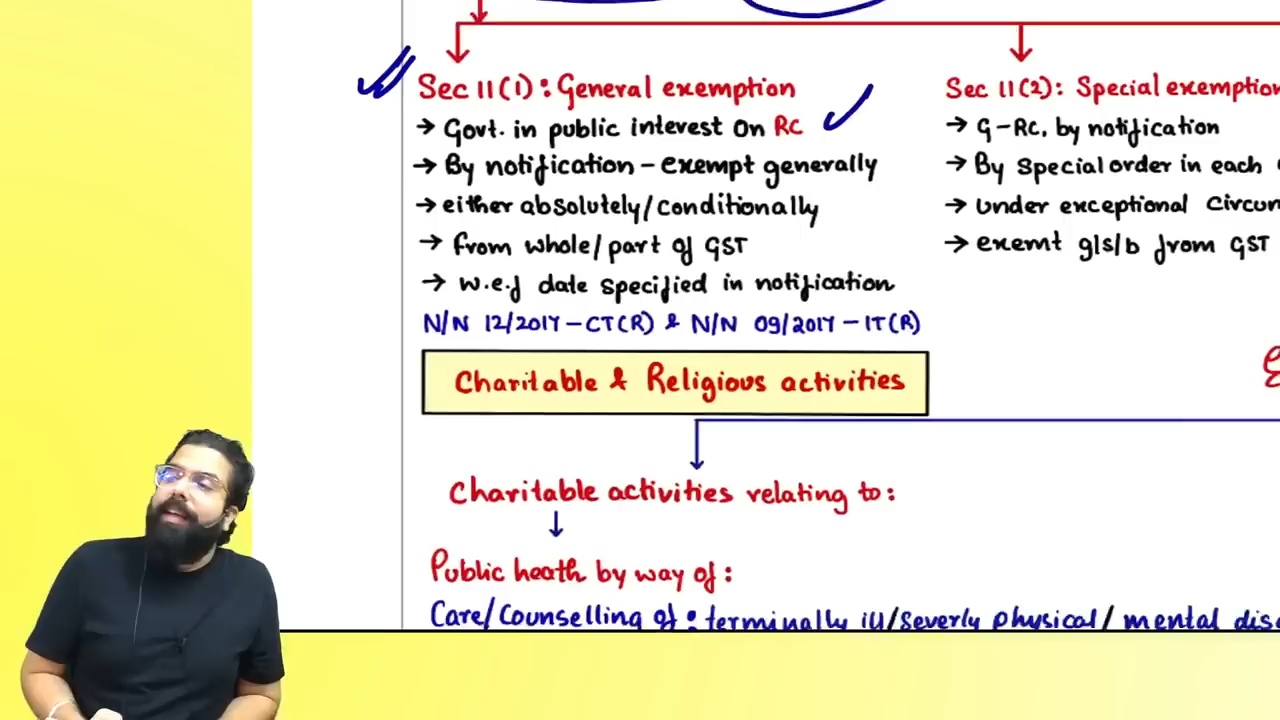 Sec 11(1): General exemption
→ Govt. in public interest on RC
→ By notification - exempt generally
→ either absolutely/conditionally
→ from whole/part of GST
→ w.e.f date specified in notification
N/N 12/2017-CT(R) & N/N 09/2017-IT(R)
Sec 11(2): Special exemption
→ G-RC, by notification
→ By special order in each
→ under exceptional
→ exemt g/s/b from GST
Charitable & Religious activities
Charitable activities relating to:
Public heath by way of:
Care/Counselling of: terminally ill/severly physical/ mental